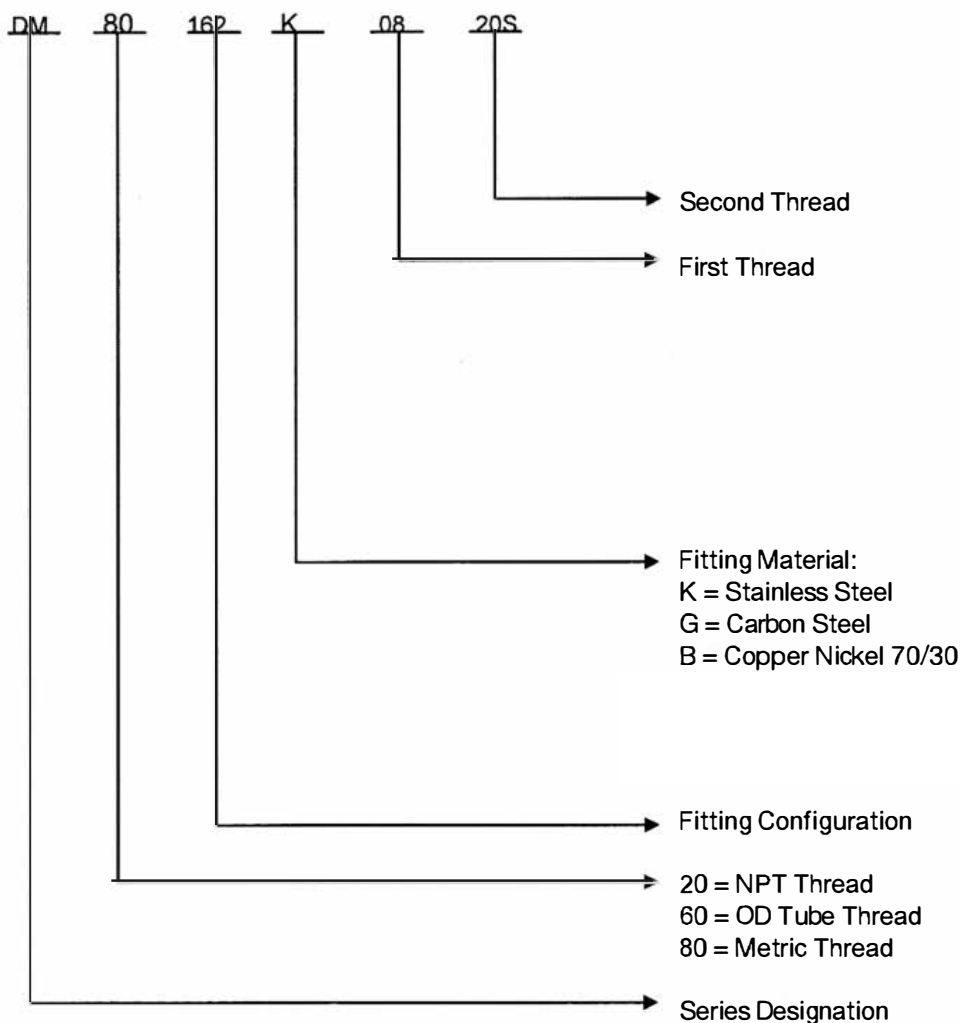 DM 80 162 K 08 20S
Second Thread
First Thread
Fitting Material:
K = Stainless Steel
G = Carbon Steel
B = Copper Nickel 70/30
Fitting Configuration
20 = NPT Thread
60 = OD Tube Thread
80 = Metric Thread
Series Designation